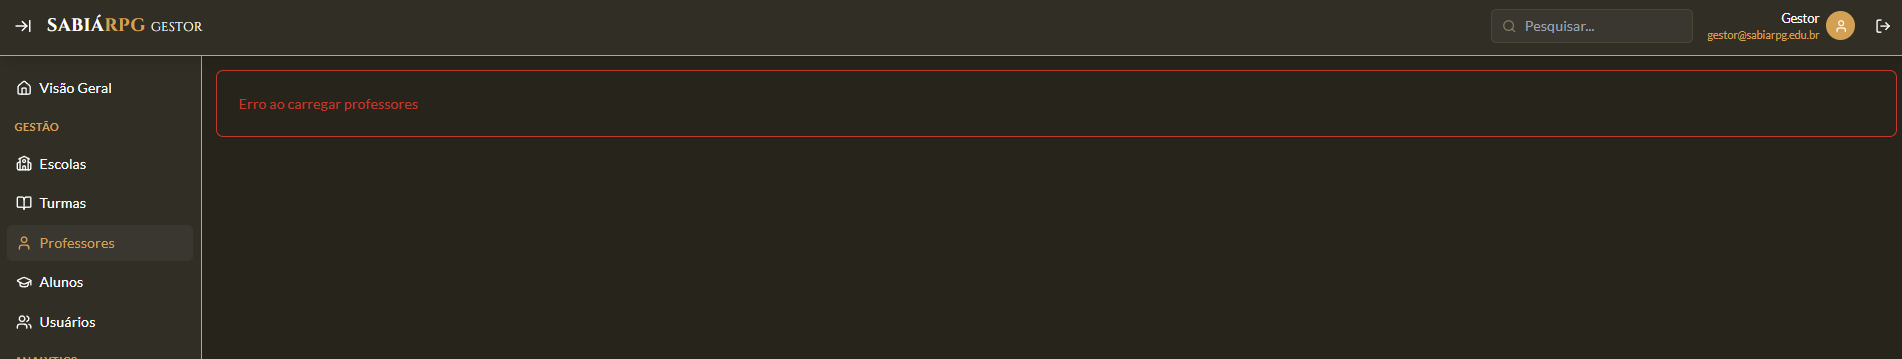 SABIÁRPG GESTOR
Pesquisar...
Gestor
gestor@sabiarpg.edu.br
Visão Geral
GESTÃO
Escolas
Turmas
Professores
Alunos
Usuários
Erro ao carregar professores